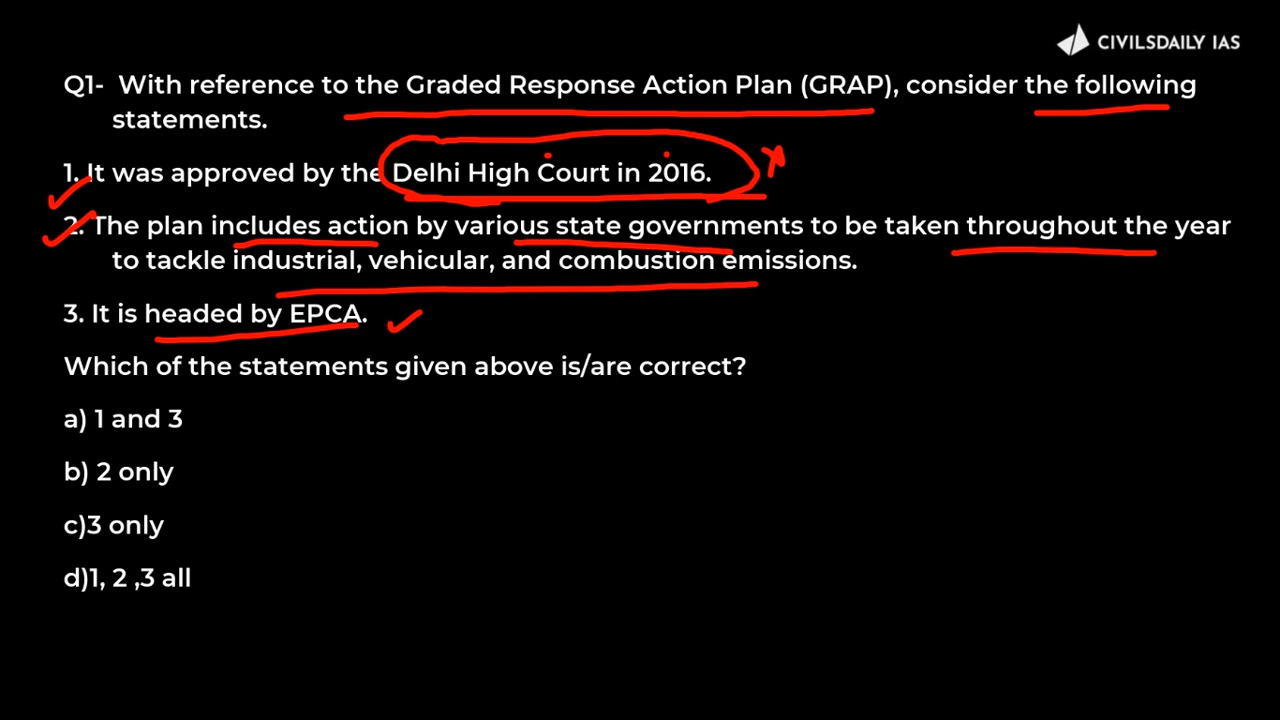 CIVILSDAILY IAS
Q1- With reference to the Graded Response Action Plan (GRAP), consider the following
statements.
1. It was approved by the Delhi High Court in 2016.
2. The plan includes action by various state governments to be taken throughout the year
to tackle industrial, vehicular, and combustion emissions.
3. It is headed by EPCA.
Which of the statements given above is/are correct?
a) 1 and 3
b) 2 only
c)3 only
d)1, 2 ,3 all